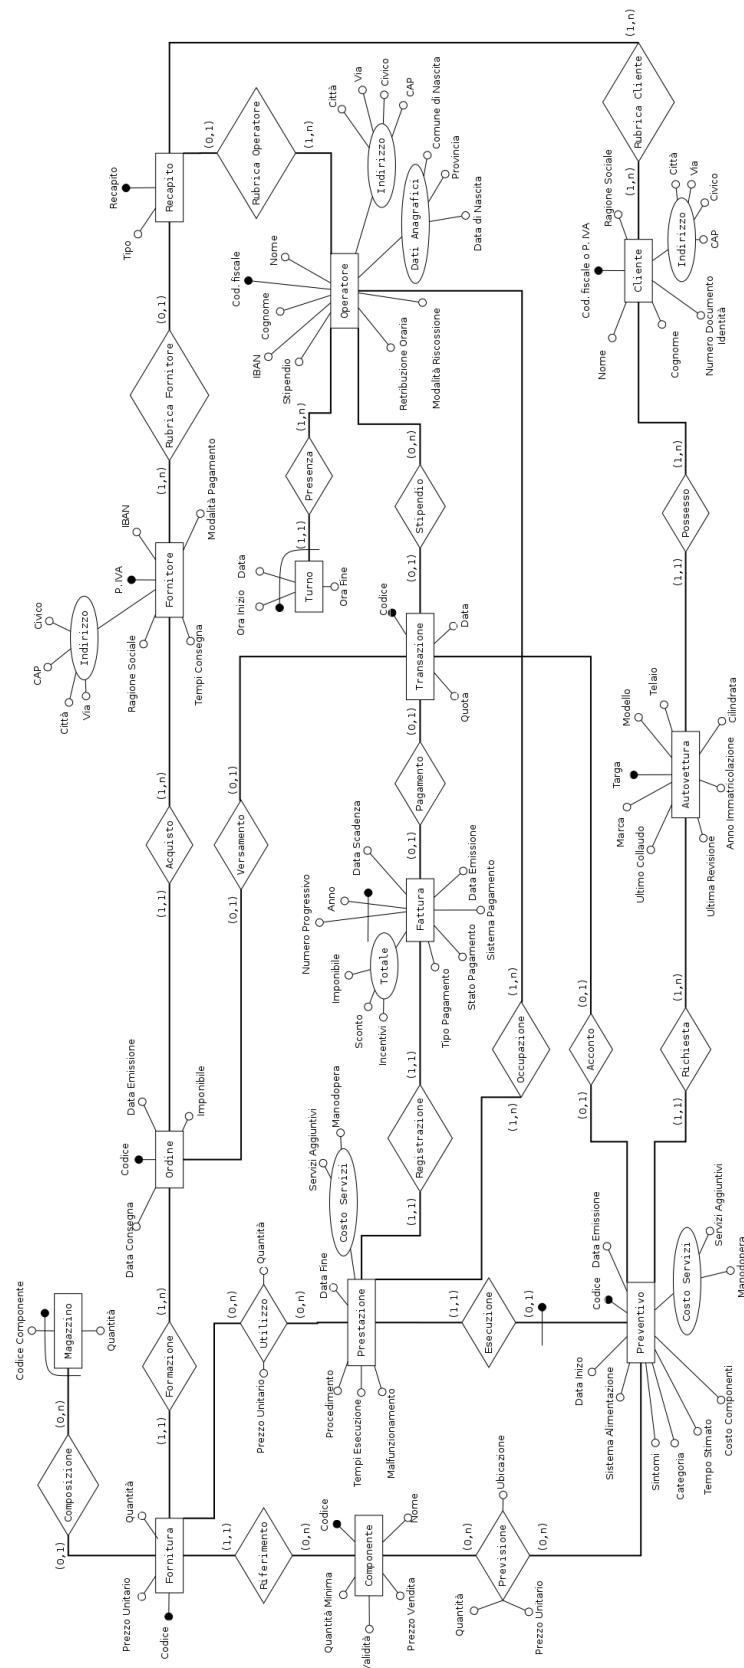 (1,n)
Rubrica Cliente
(1,n)
Recapito
Tipo
Recapito
(0,1)
Rubrica Operatore
(1,n)
Città
Via
Civico
CAP
Indirizzo
Dati Anagrafici
Comune di Nascita
Provincia
Data di Nascita
Operatore
Nome
Cod. fiscale
Cognome
IBAN
Stipendio
Retribuzione Oraria
Modalità Riscossione
Cod. fiscale o P. IVA
Ragione Sociale
Città
Via
Civico
CAP
Indirizzo
Cliente
Nome
Cognome
Numero Documento
Identità
(0,1)
Rubrica Fornitore
(1,n)
(1,n)
Presenza
(1,1)
(0,n)
Stipendio
(0,1)
(1,n)
Possesso
(1,1)
Civico
CAP
Città
Via
Indirizzo
P. IVA
IBAN
Modalità Pagamento
Fornitore
Ragione Sociale
Tempi Consegna
Ora Inizio
Data
Turno
Ora Fine
Codice
Transazione
Data
Quota
(1,n)
Acquisto
(1,1)
(0,1)
Versamento
(0,1)
(0,1)
Pagamento
(0,1)
Marca
Targa
Modello
Telaio
Autovettura
Ultimo Collaudo
Ultima Revisione
Anno Immatricolazione
Cilindrata
Numero Progressivo
Anno
Data Scadenza
Fattura
Data Emissione
Sistema Pagamento
Stato Pagamento
Tipo Pagamento
Totale
Imponibile
Sconto
Incentivi
(1,1)
Registrazione
(1,1)
(1,n)
Occupazione
(1,n)
(0,1)
Acconto
(0,1)
(1,n)
Richiesta
(1,1)
Data Emissione
Codice
Ordine
Imponibile
Data Consegna
Servizi Aggiuntivi
Manodopera
Costo Servizi
Data Fine
Prestazione
Procedimento
Tempi Esecuzione
Malfunzionamento
Codice Componente
Magazzino
Quantità
(1,n)
Formazione
(1,1)
Quantità
(0,n)
Utilizzo
(0,n)
Prezzo Unitario
(1,1)
Esecuzione
(0,1)
Data Emissione
Codice
Preventivo
Costo Servizi
Servizi Aggiuntivi
Manodopera
Data Inizo
Sistema Alimentazione
Sintomi
Categoria
Tempo Stimato
Costo Componenti
(0,n)
Composizione
(0,1)
Quantità
Fornitura
Prezzo Unitario
Codice
(1,1)
Riferimento
(0,n)
Codice
Nome
Componente
Quantità Minima
Validità
Prezzo Vendita
Ubicazione
(0,n)
Previsione
(0,n)
Quantità
Prezzo Unitario